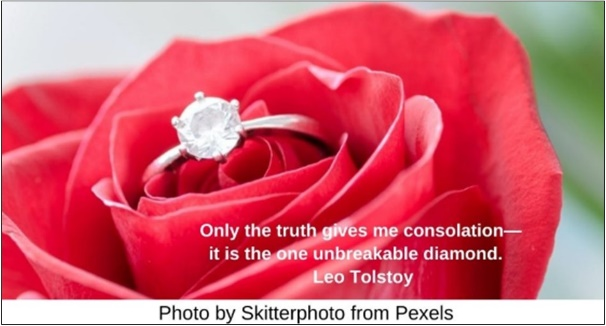 Only the truth gives me consolation—
it is the one unbreakable diamond.
Leo Tolstoy
Photo by Skitterphoto from Pexels